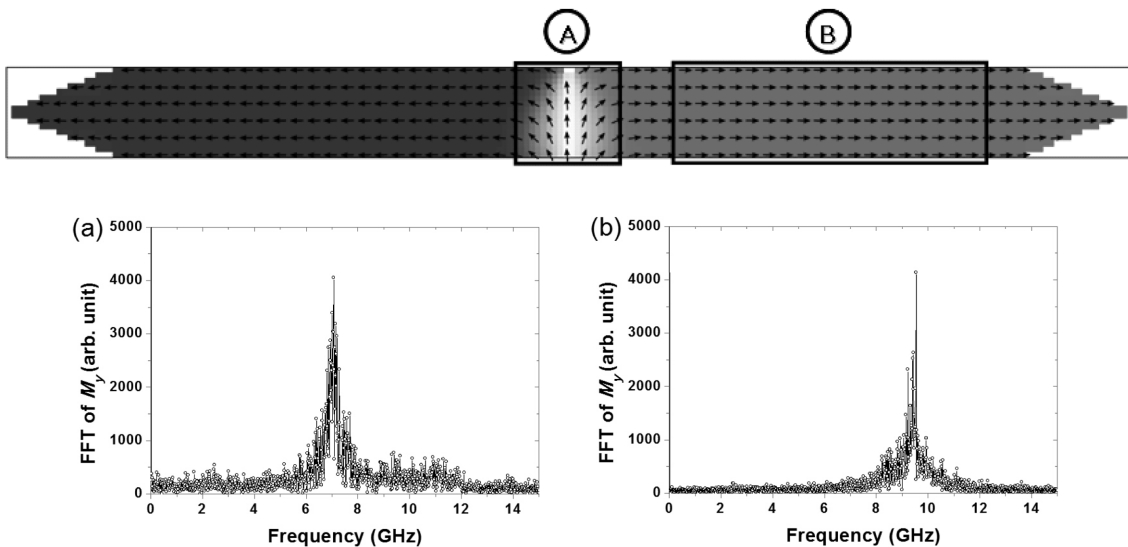 A
B
(a)
5000
4000
3000
2000
1000
0
FFT of My (arb. unit)
0 2 4 6 8 10 12 14
Frequency (GHz)
(b)
5000
4000
3000
2000
1000
0
FFT of My (arb. unit)
0 2 4 6 8 10 12 14
Frequency (GHz)